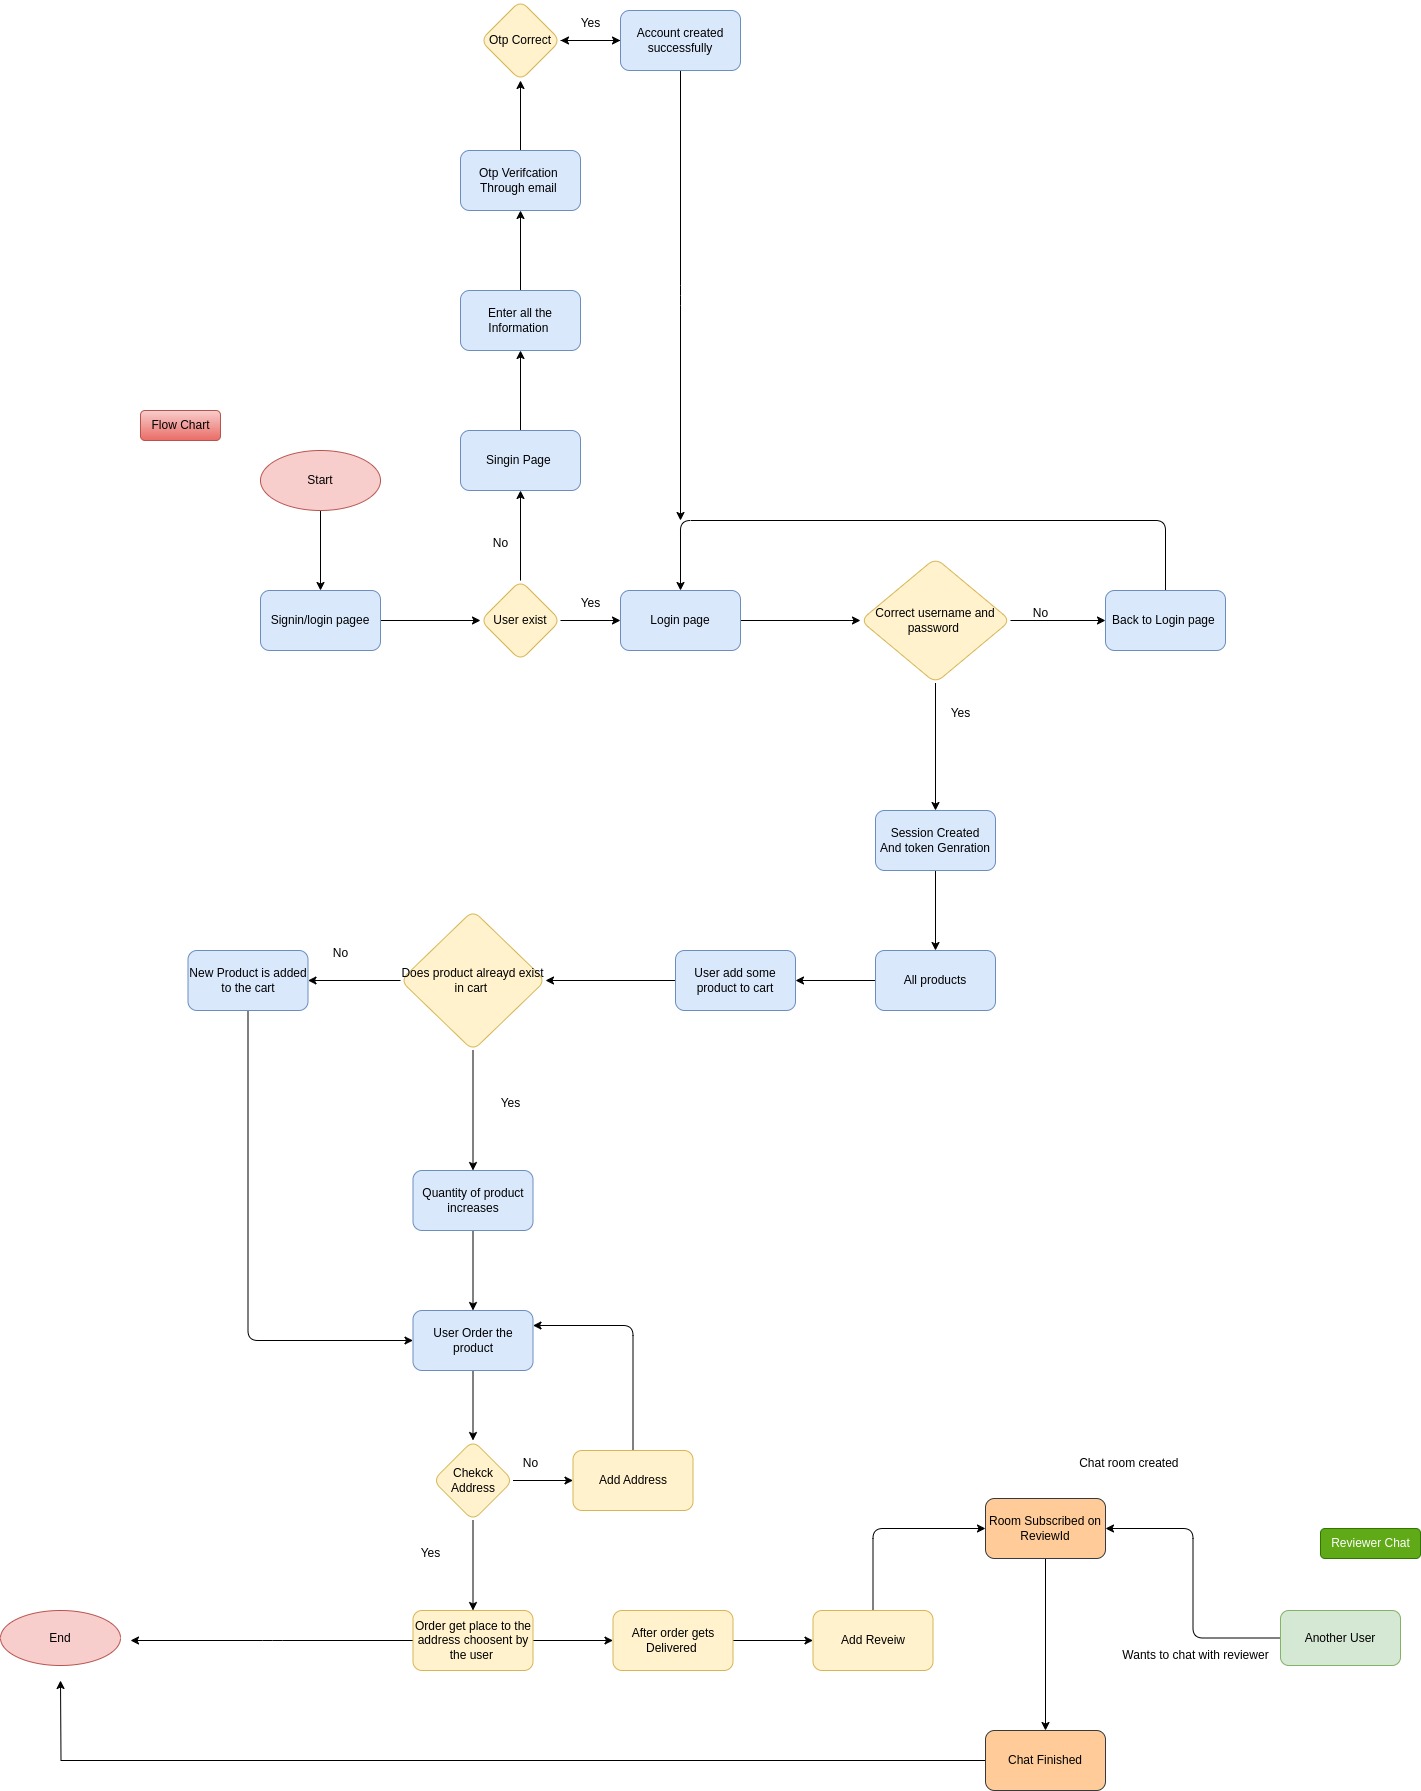 Otp Correct
Yes
Account created
successfully
Otp Verifcation
Through email
Enter all the
Information
Flow Chart
Singin Page
Start
No
Signin/login pagee
User exist
Yes
Login page
Correct username and
password
No
Back to Login page
Yes
Session Created
And token Genration
New Product is added
to the cart
No
Does product alreayd exist
in cart
User add some
product to cart
All products
Yes
Quantity of product
increases
User Order the
product
Chekck
Address
No
Add Address
Chat room created
Room Subscribed on
ReviewId
Reviewer Chat
Yes
End
Order get place to the
address choosent by
the user
After order gets
Delivered
Add Reveiw
Wants to chat with reviewer
Another User
Chat Finished